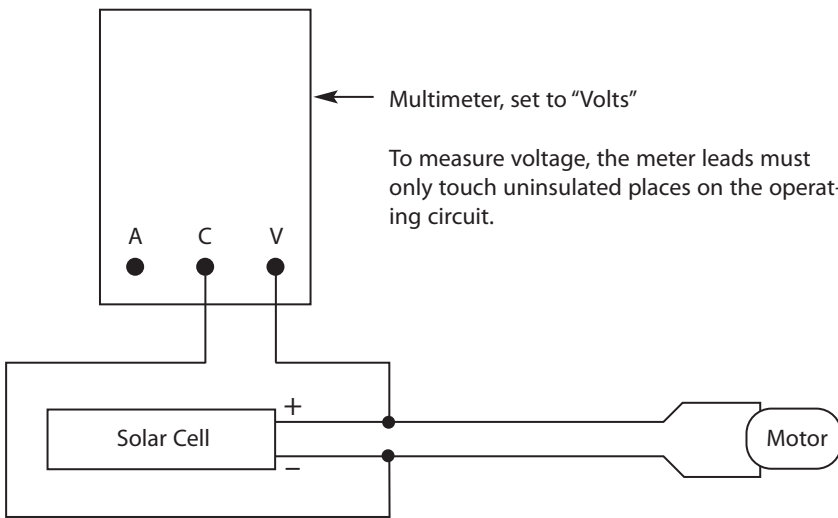 Multimeter, set to “Volts”
To measure voltage, the meter leads must
only touch uninsulated places on the operat-
ing circuit.
A C V
+
Solar Cell
Motor
–